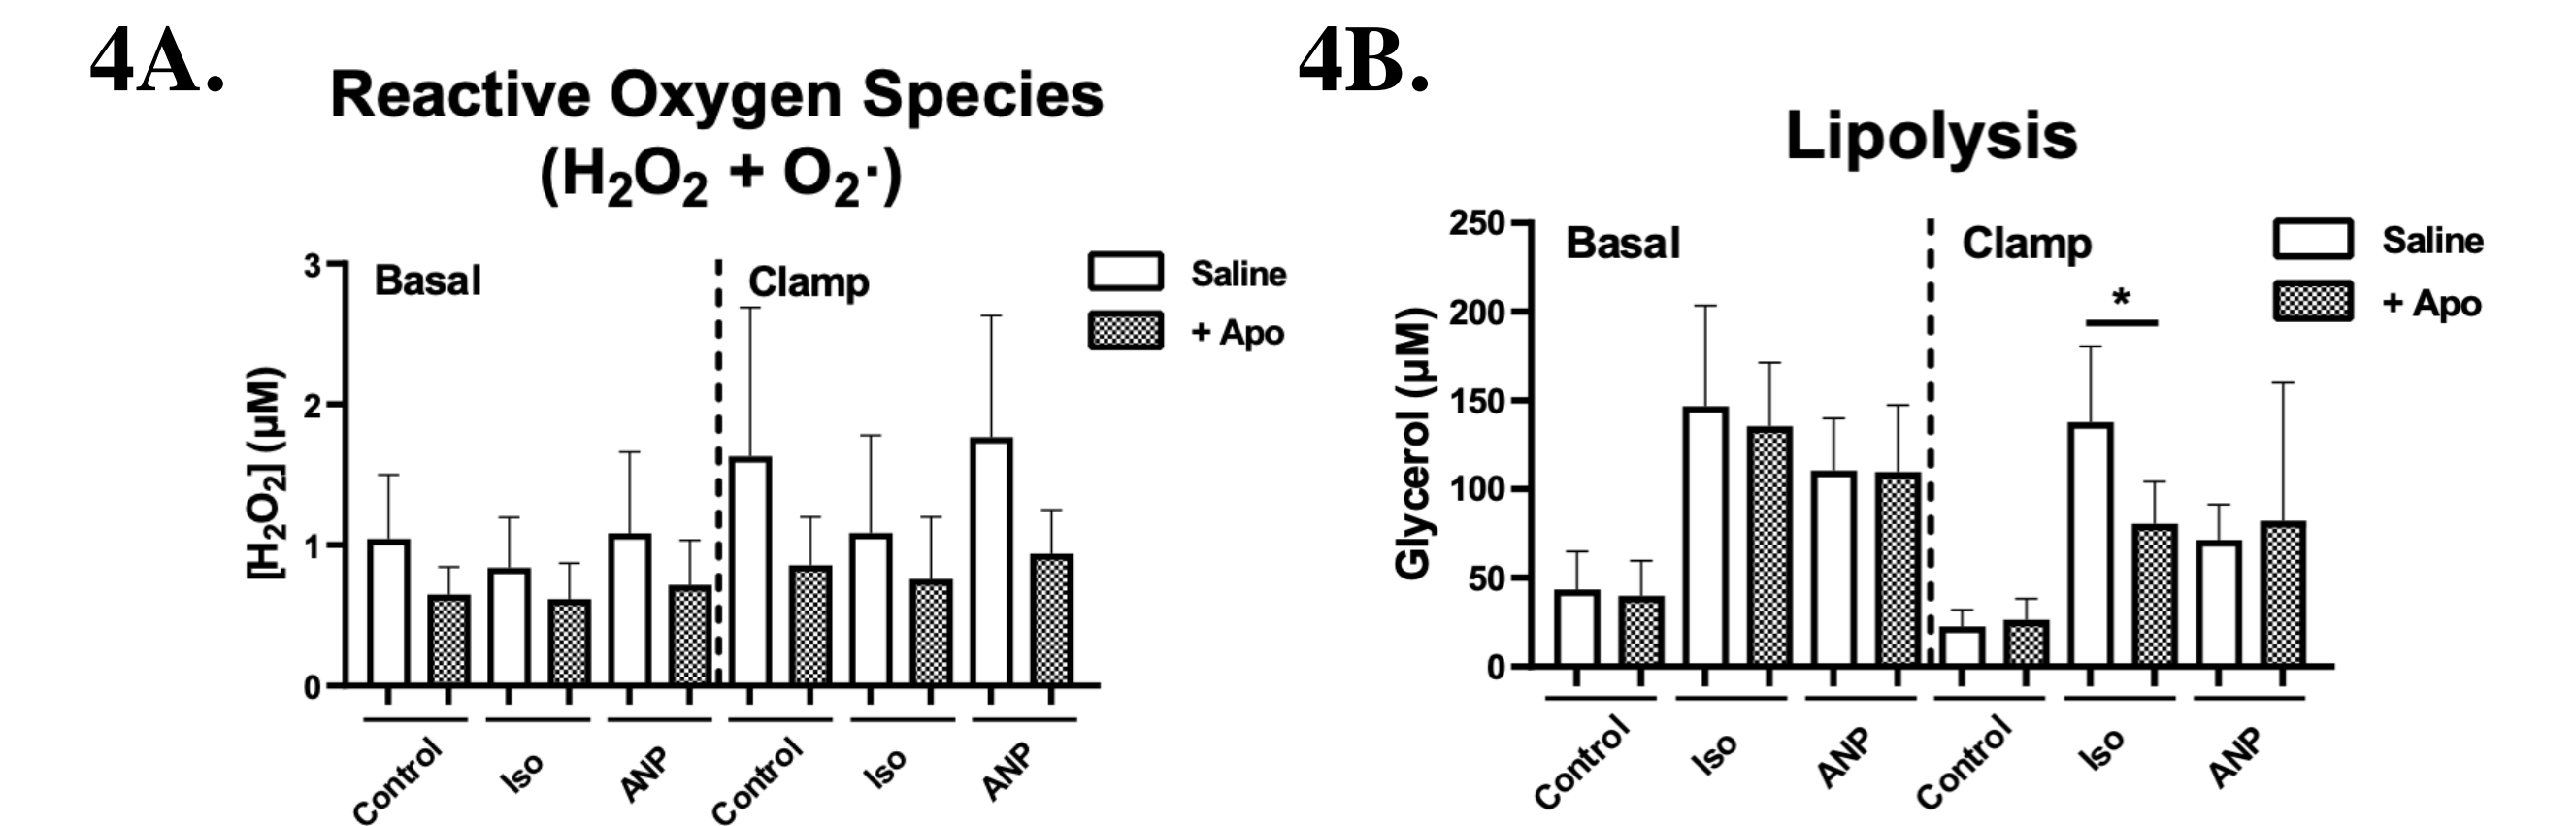 4A.
Reactive Oxygen Species
(H₂O₂ + O₂·)
3
2
1
0
[H₂O₂] (µM)
Basal
Clamp
Saline
+ Apo
Control
Iso
ANP
Control
Iso
ANP
4B.
Lipolysis
250
200
150
100
50
0
Glycerol (µM)
Basal
Clamp
*
Saline
+ Apo
Control
Iso
ANP
Control
Iso
ANP